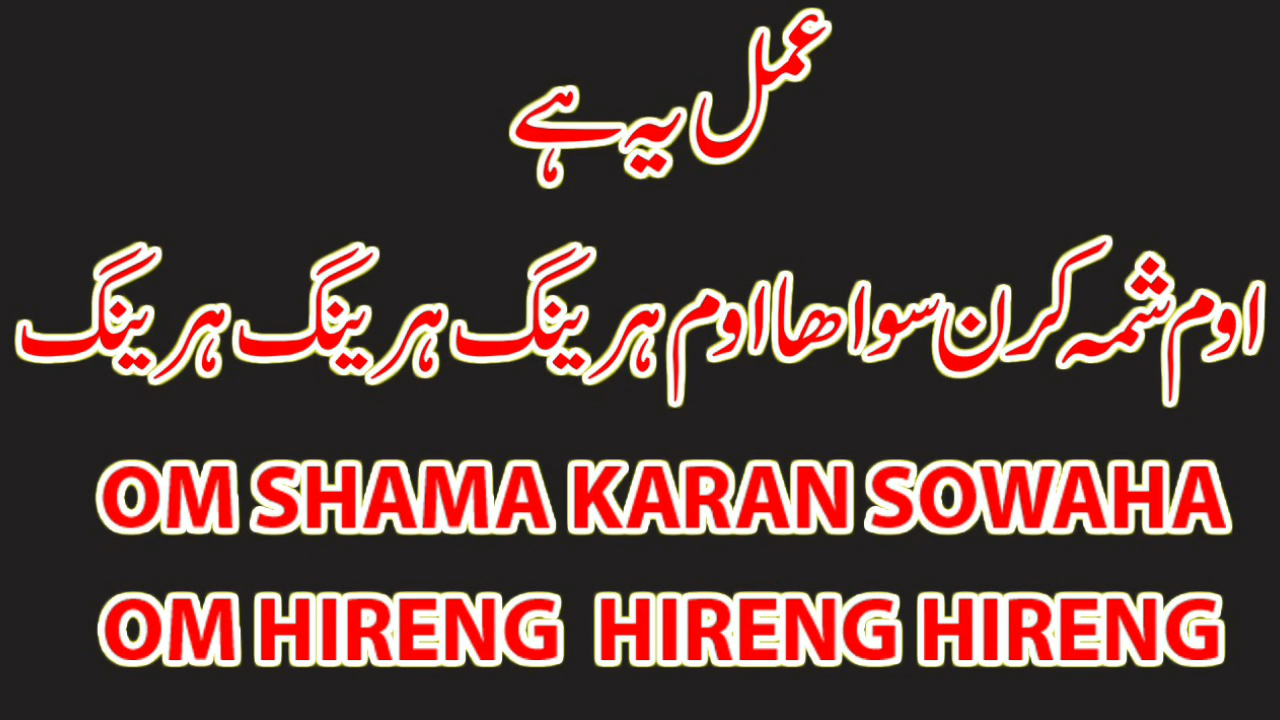 عمل یہ ہے
اوم شمہ کرن سواھا اوم ہرینگ ہرینگ ہرینگ
OM SHAMA KARAN SOWAHA
OM HIRENG HIRENG HIRENG